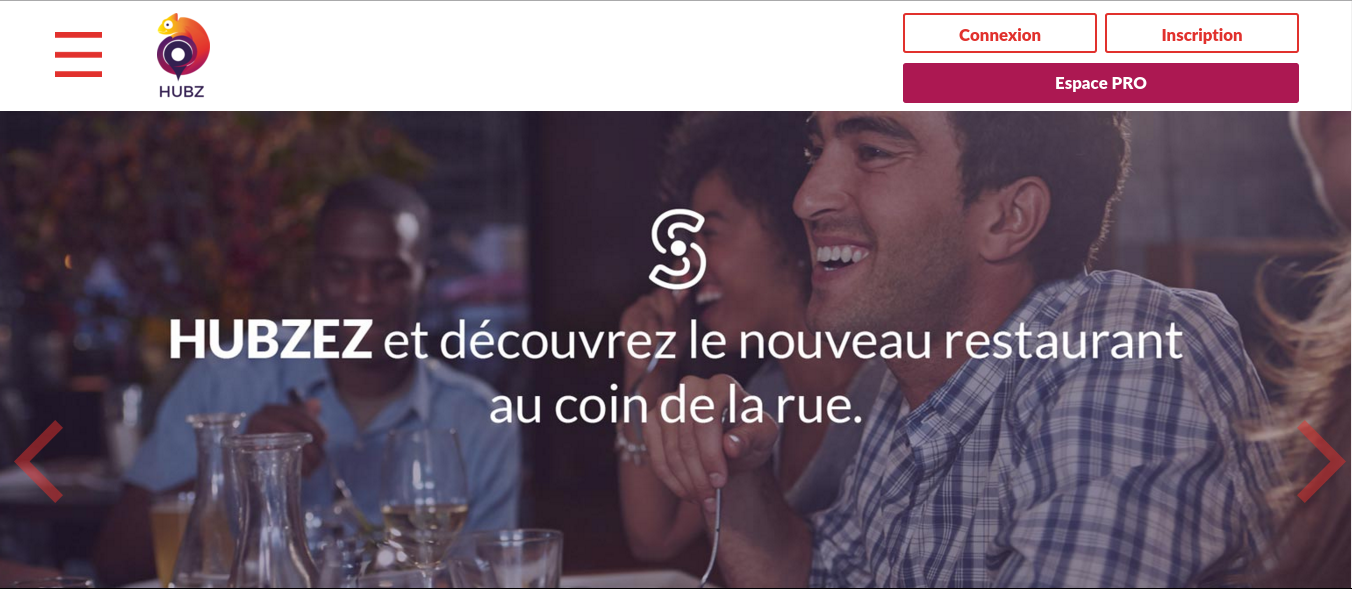 HUBZ
Connexion
Inscription
Espace PRO
HUBZEZ et découvrez le nouveau restaurant
au coin de la rue.